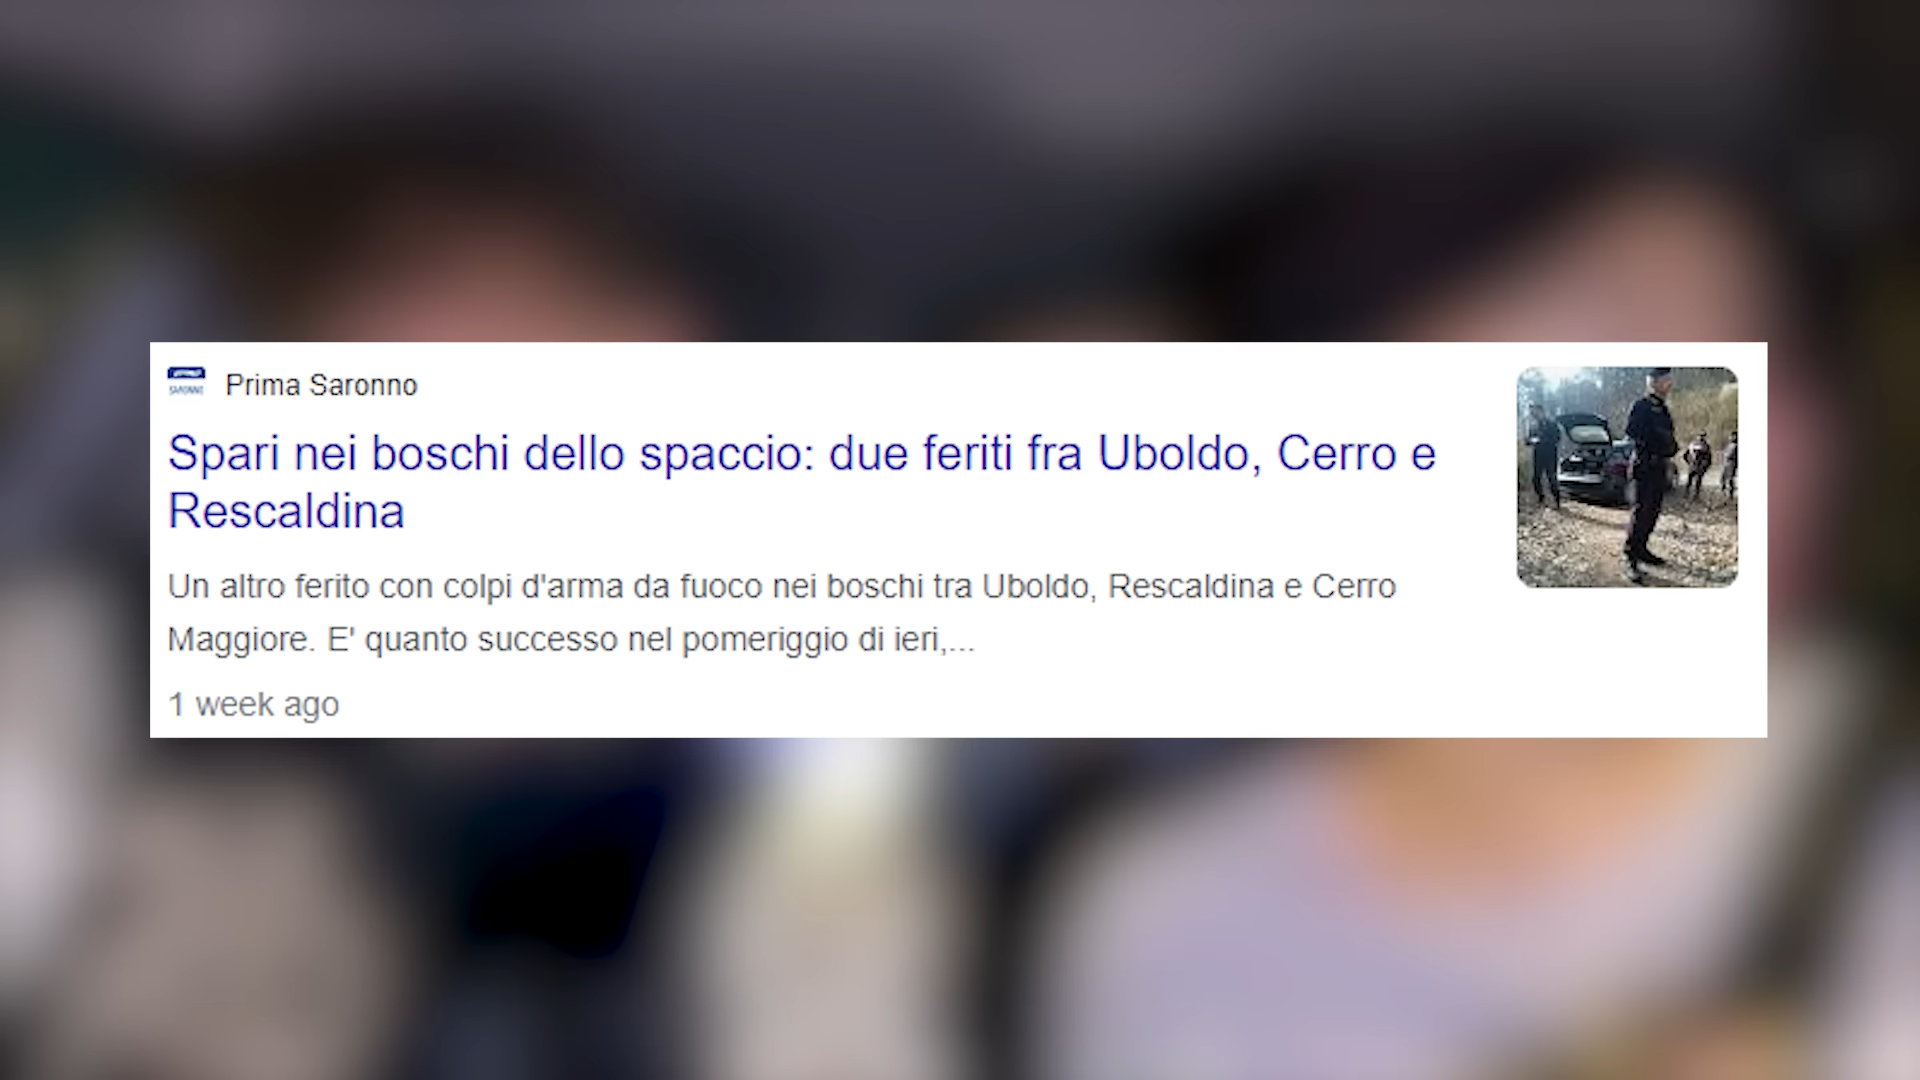 Prima Saronno
Spari nei boschi dello spaccio: due feriti fra Uboldo, Cerro e
Rescaldina
Un altro ferito con colpi d'arma da fuoco nei boschi tra Uboldo, Rescaldina e Cerro
Maggiore. E' quanto successo nel pomeriggio di ieri,...
1 week ago